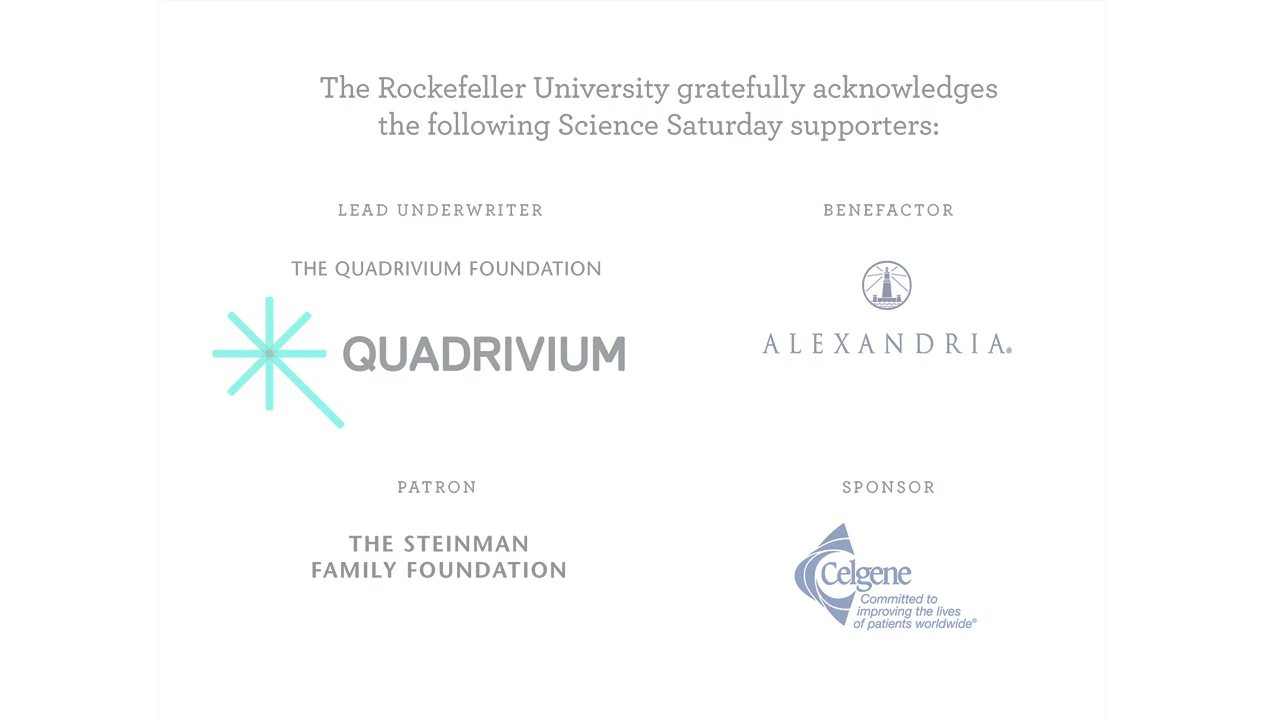 The Rockefeller University gratefully acknowledges
the following Science Saturday supporters:
LEAD UNDERWRITER
THE QUADRIVIUM FOUNDATION
QUADRIVIUM
BENEFACTOR
ALEXANDRIA®
PATRON
THE STEINMAN
FAMILY FOUNDATION
SPONSOR
Celgene
Committed to
improving the lives
of patients worldwide®